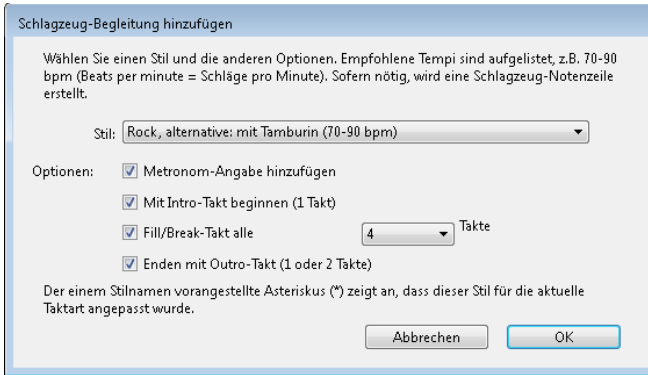 Schlagzeug-Begleitung hinzufügen
Wählen Sie einen Stil und die anderen Optionen. Empfohlene Tempi sind aufgelistet, z.B. 70-90
bpm (Beats per minute = Schläge pro Minute). Sofern nötig, wird eine Schlagzeug-Notenzeile
erstellt.
Stil: Rock, alternative: mit Tamburin (70-90 bpm)
Optionen: Metronom-Angabe hinzufügen
Mit Intro-Takt beginnen (1 Takt)
Fill/Break-Takt alle 4 Takte
Enden mit Outro-Takt (1 oder 2 Takte)
Der einem Stilnamen vorangestellte Asteriskus (*) zeigt an, dass dieser Stil für die aktuelle
Taktart angepasst wurde.
Abbrechen OK